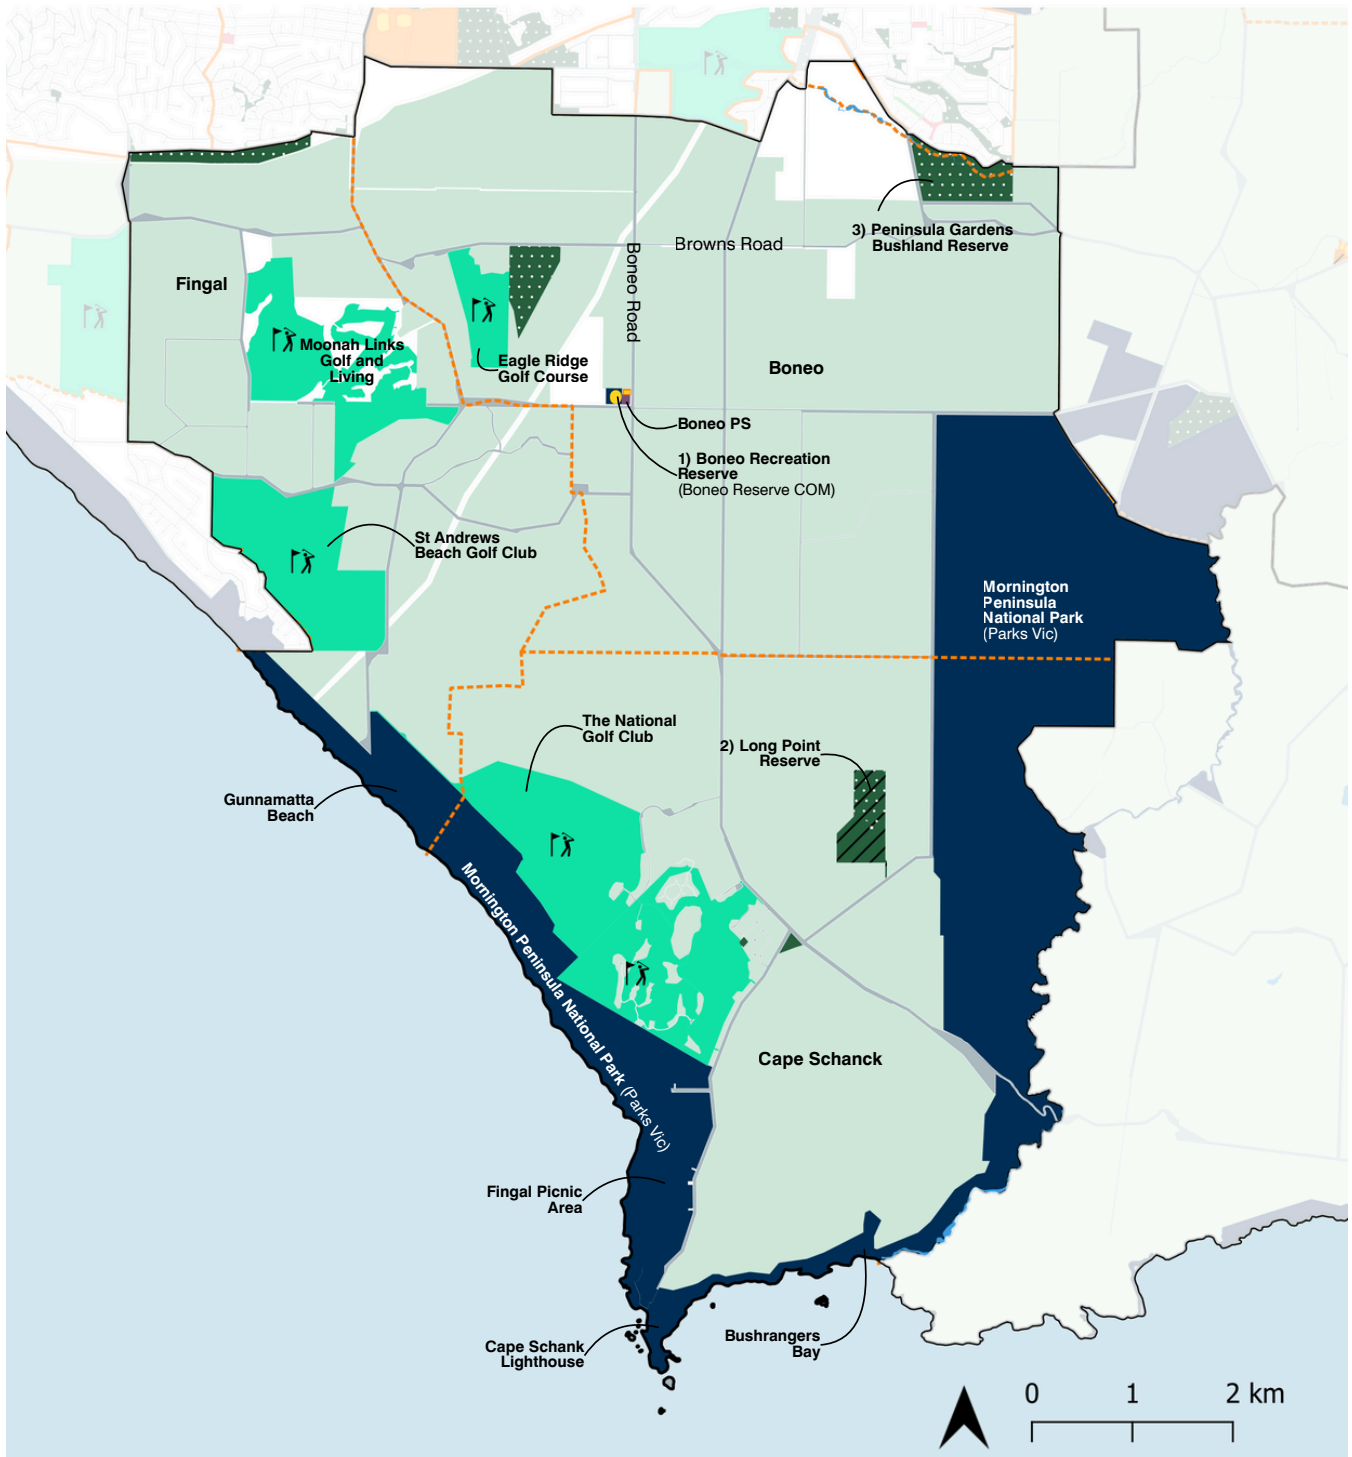 3) Peninsula Gardens
Bushland Reserve
Browns Road
Boneo Road
Fingal
Moonah Links
Golf and
Living
Eagle Ridge
Golf Course
Boneo
Boneo PS
1) Boneo Recreation
Reserve
(Boneo Reserve COM)
St Andrews
Beach Golf Club
Mornington
Peninsula
National Park
(Parks Vic)
The National
Golf Club
2) Long Point
Reserve
Gunnamatta
Beach
Mornington Peninsula National Park (Parks Vic)
Cape Schanck
Fingal Picnic
Area
Cape Schank
Lighthouse
Bushrangers
Bay
0 1 2 km